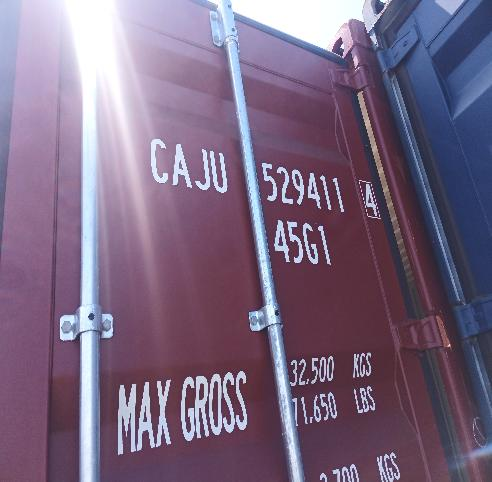 CAJU 529411 4
45G1
MAX GROSS 32,500 KGS
71,650 LBS
KGS